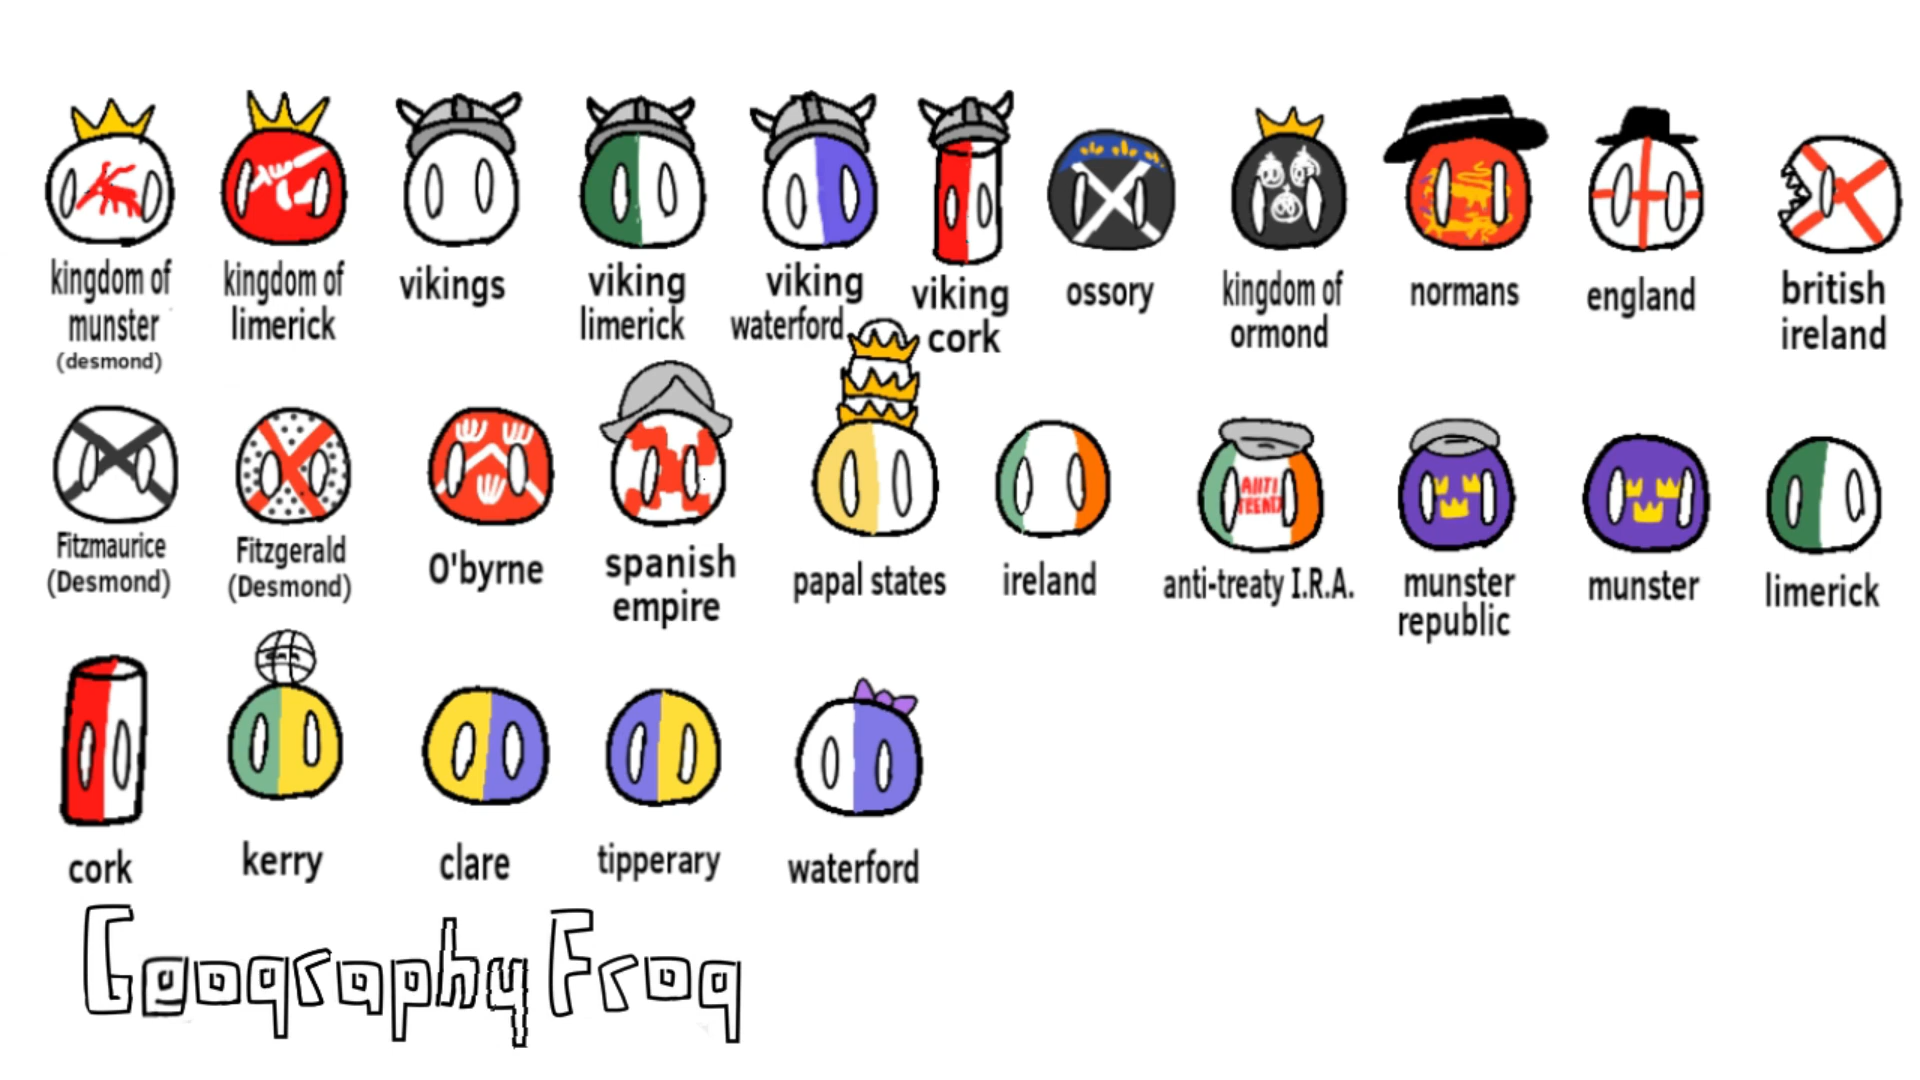 kingdom of
munster
(desmond)
kingdom of
limerick
vikings
viking
limerick
viking
waterford
viking
cork
ossory
kingdom of
ormond
normans
england
british
ireland
Fitzmaurice
(Desmond)
Fitzgerald
(Desmond)
O'byrne
spanish
empire
papal states
ireland
ANTI
anti-treaty I.R.A.
munster
republic
munster
limerick
cork
kerry
clare
tipperary
waterford
Geography Frog